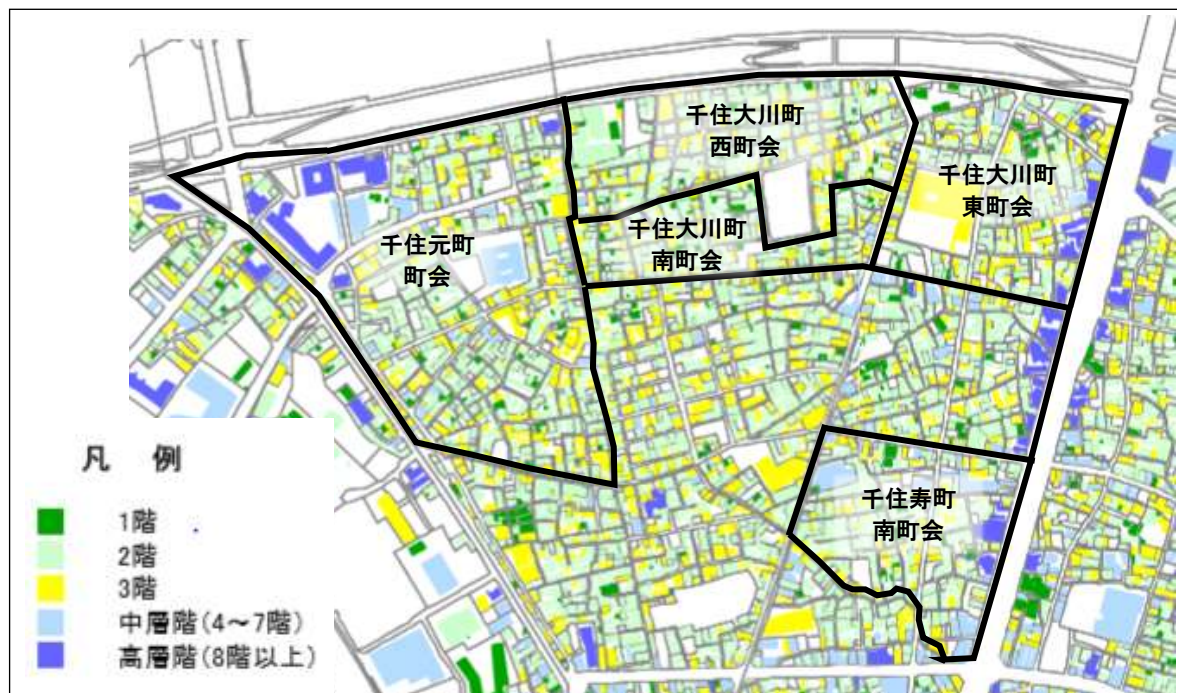 千住大川町
西町会
千住大川町
東町会
千住大川町
南町会
千住元町
町会
千住寿町
南町会
凡 例
1階
2階
3階
中層階(4～7階)
高層階(8階以上)